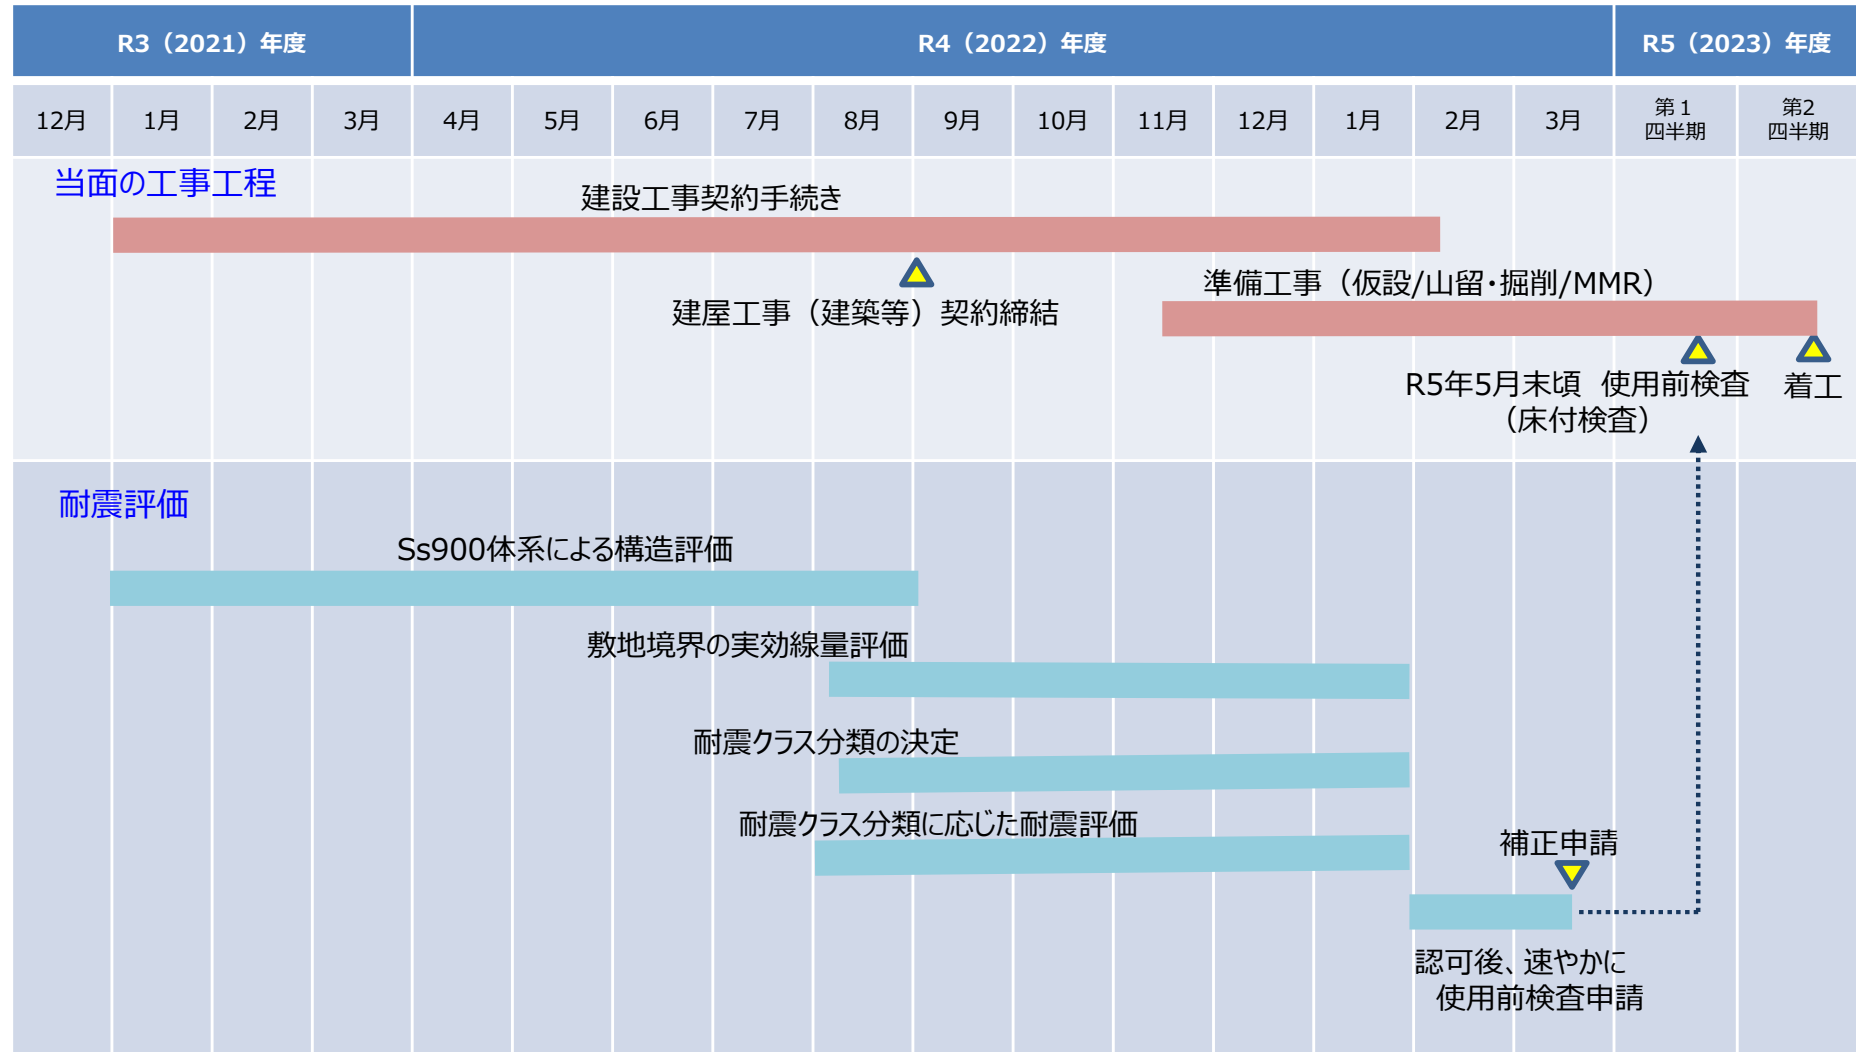 R3（2021）年度
R4（2022）年度
R5（2023）年度
12月
1月
2月
3月
4月
5月
6月
7月
8月
9月
10月
11月
12月
1月
2月
3月
第１
四半期
第2
四半期
当面の工事工程
建設工事契約手続き
建屋工事（建築等）契約締結
準備工事（仮設/山留・掘削/MMR）
R5年5月末頃　使用前検査
（床付検査）
着工
耐震評価
Ss900体系による構造評価
敷地境界の実効線量評価
耐震クラス分類の決定
耐震クラス分類に応じた耐震評価
補正申請
認可後、速やかに
使用前検査申請